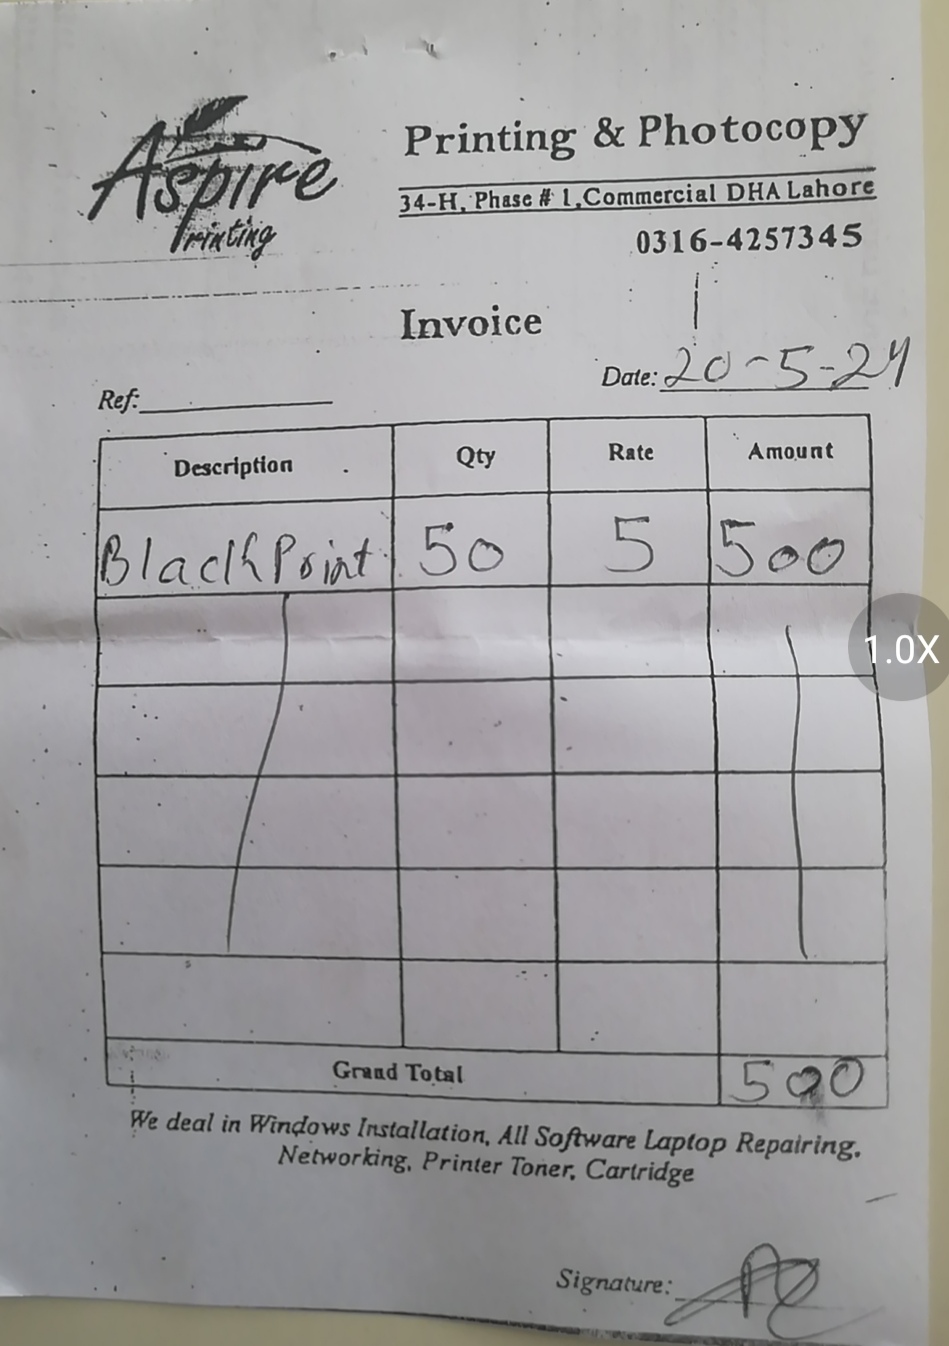 Aspire
Printing
Printing & Photocopy
34-H, Phase # 1, Commercial DHA Lahore
0316-4257345
Invoice
Ref:
Date: 20-5-24
Description Qty Rate Amount
Black Print 50 5 500
1.0X
Grand Total 500
We deal in Windows Installation, All Software Laptop Repairing,
Networking, Printer Toner, Cartridge
Signature: